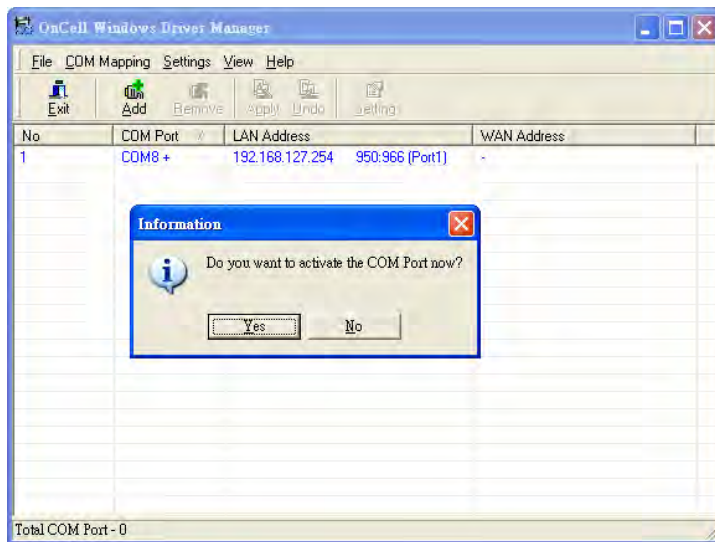 OnCell Windows Driver Manager
File COM Mapping Settings View Help
Exit Add Remove Apply Undo Setting
No COM Port LAN Address WAN Address
1 COM8 + 192.168.127.254 950:966 (Port1) -
Information
Do you want to activate the COM Port now?
Yes No
Total COM Port - 0